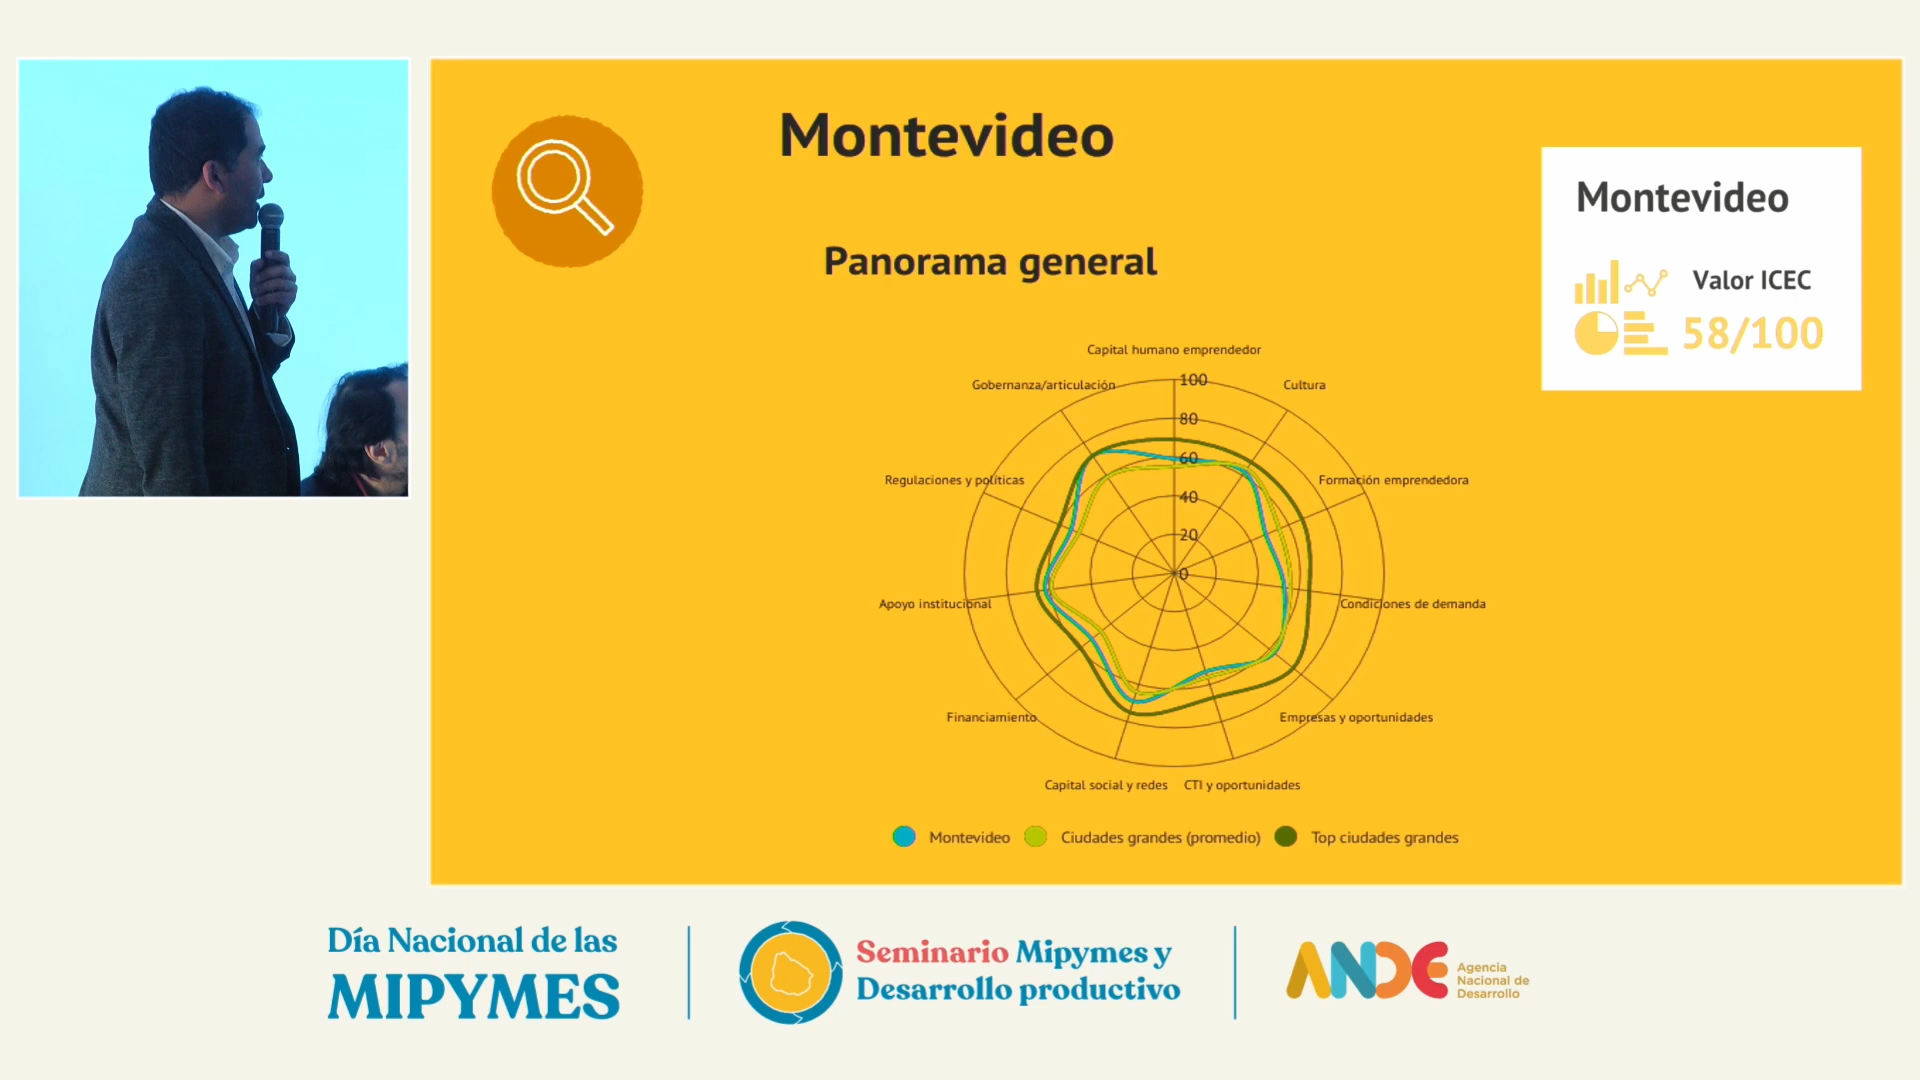 Montevideo
Panorama general
Montevideo
Valor ICEC
58/100
Capital humano emprendedor
Gobernanza/articulación
100
Cultura
80
60
Regulaciones y políticas
Formación emprendedora
40
20
0
Apoyo institucional
Condiciones de demanda
Financiamiento
Empresas y oportunidades
Capital social y redes
CTI y oportunidades
Montevideo
Ciudades grandes (promedio)
Top ciudades grandes
Día Nacional de las
MIPYMES
Seminario Mipymes y
Desarrollo productivo
ANDE
Agencia
Nacional de
Desarrollo